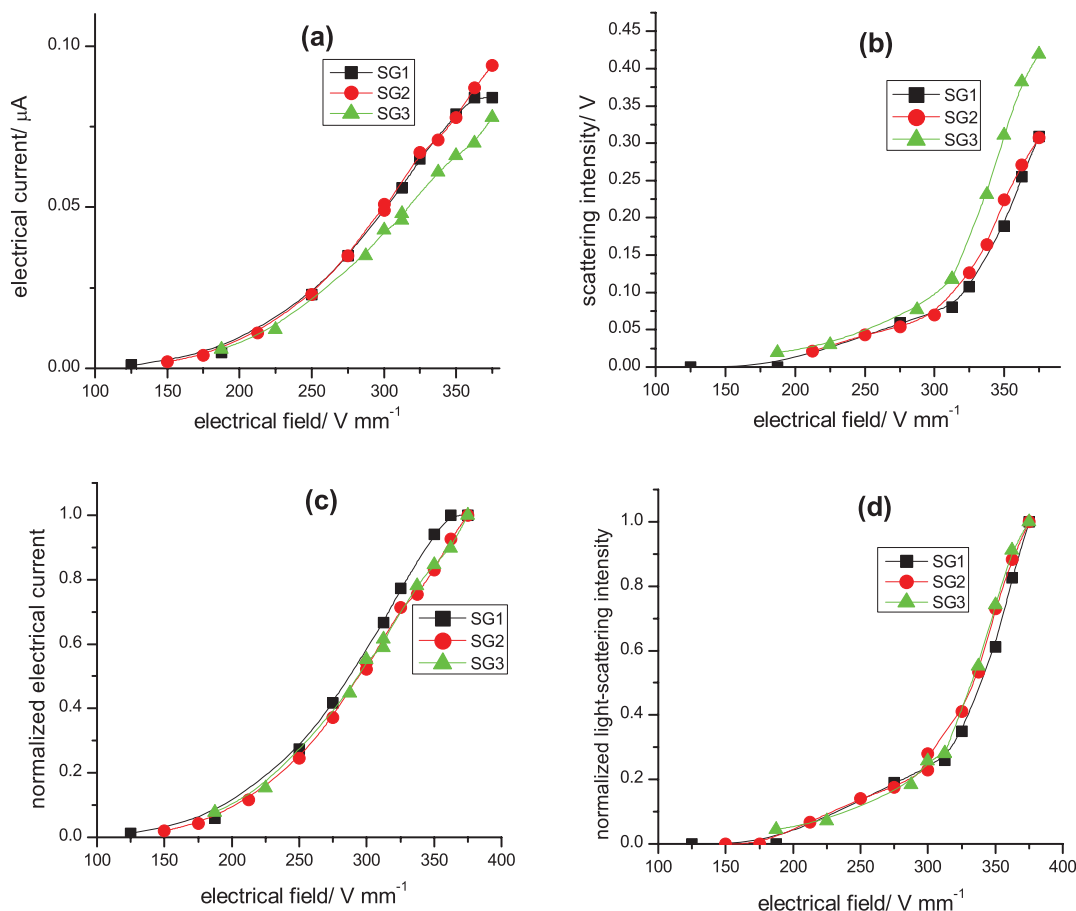 (a)
SG1
SG2
SG3
0.10
0.05
0.00
electrical current/ μA
100 150 200 250 300 350
electrical field/ V mm⁻¹
(b)
SG1
SG2
SG3
0.45
0.40
0.35
0.30
0.25
0.20
0.15
0.10
0.05
0.00
scattering intensity/ V
100 150 200 250 300 350
electrical field/ V mm⁻¹
(c)
SG1
SG2
SG3
1.0
0.8
0.6
0.4
0.2
0.0
normalized electrical current
100 150 200 250 300 350 400
electrical field/ V mm⁻¹
(d)
SG1
SG2
SG3
1.0
0.8
0.6
0.4
0.2
0.0
normalized light-scattering intensity
100 150 200 250 300 350 400
electrical field/ V mm⁻¹